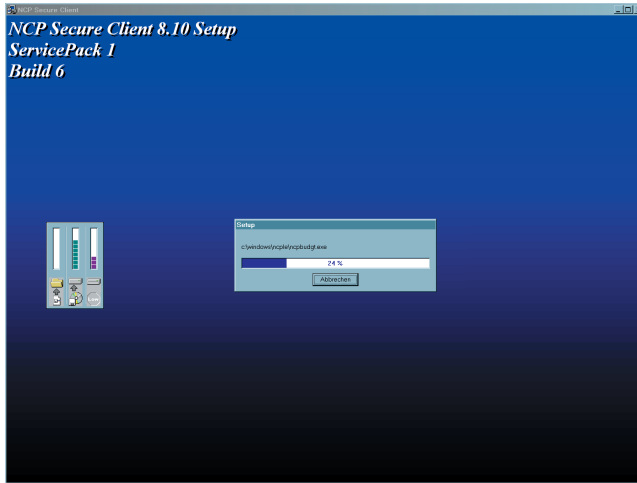 NCP Secure Client
NCP Secure Client 8.10 Setup
ServicePack 1
Build 6
Setup
c:\windows\ncple\ncpbudgt.exe
24 %
Abbrechen